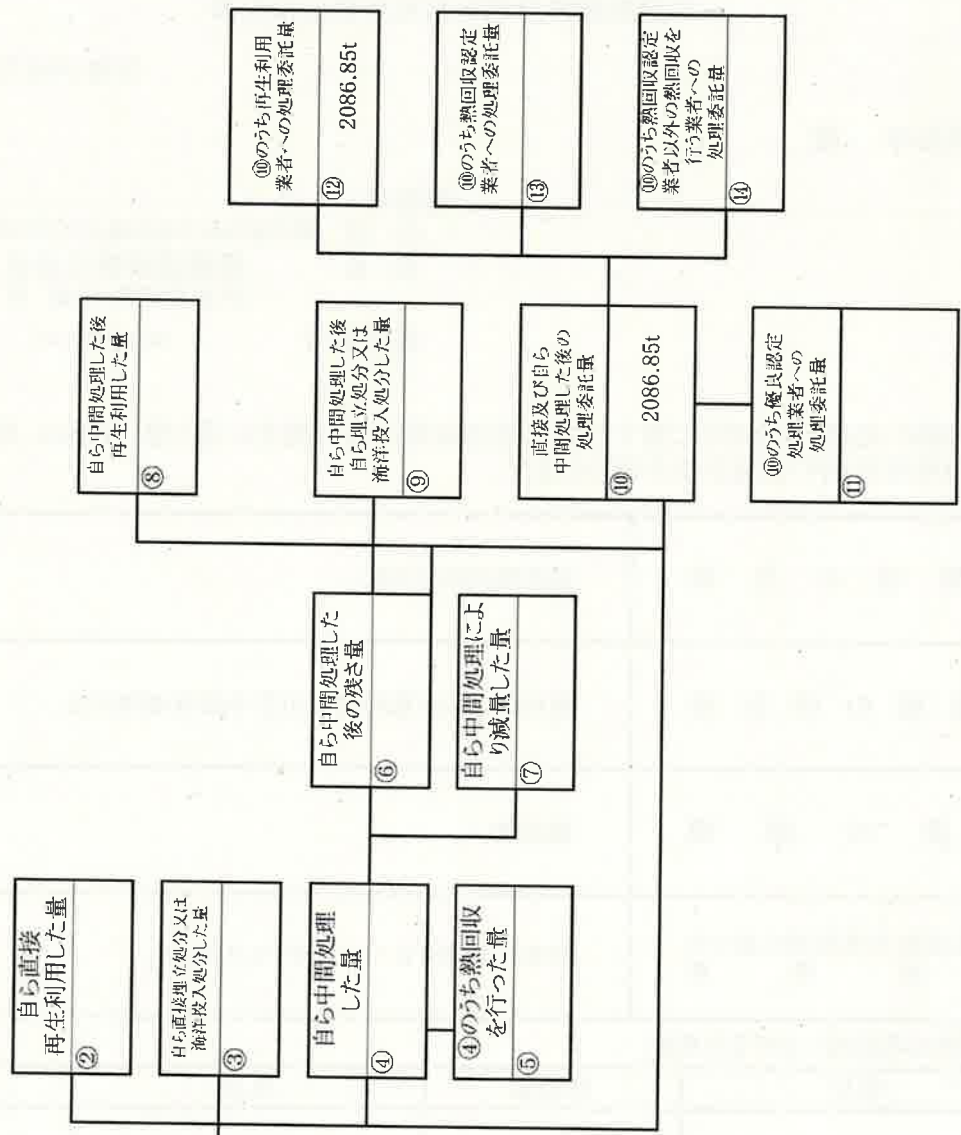 自ら直接
再生利用した量
②
自ら直接埋立処分又は
海洋投入処分した量
③
自ら中間処理
した量
④
④のうち熱回収
を行った量
⑤
自ら中間処理した
後の残さ量
⑥
自ら中間処理によ
り減量した量
⑦
自ら中間処理した後
再生利用した量
⑧
自ら中間処理した後
自ら埋立処分又は
海洋投入処分した量
⑨
直接及び自ら
中間処理した後の
処理委託量
⑩
2086.85t
⑩のうち優良認定
処理業者への
処理委託量
⑪
⑩のうち再生利用
業者への処理委託量
⑫
2086.85t
⑩のうち熱回収認定
業者への処理委託量
⑬
⑩のうち熱回収認定
業者以外の熱回収を
行う業者への
処理委託量
⑭